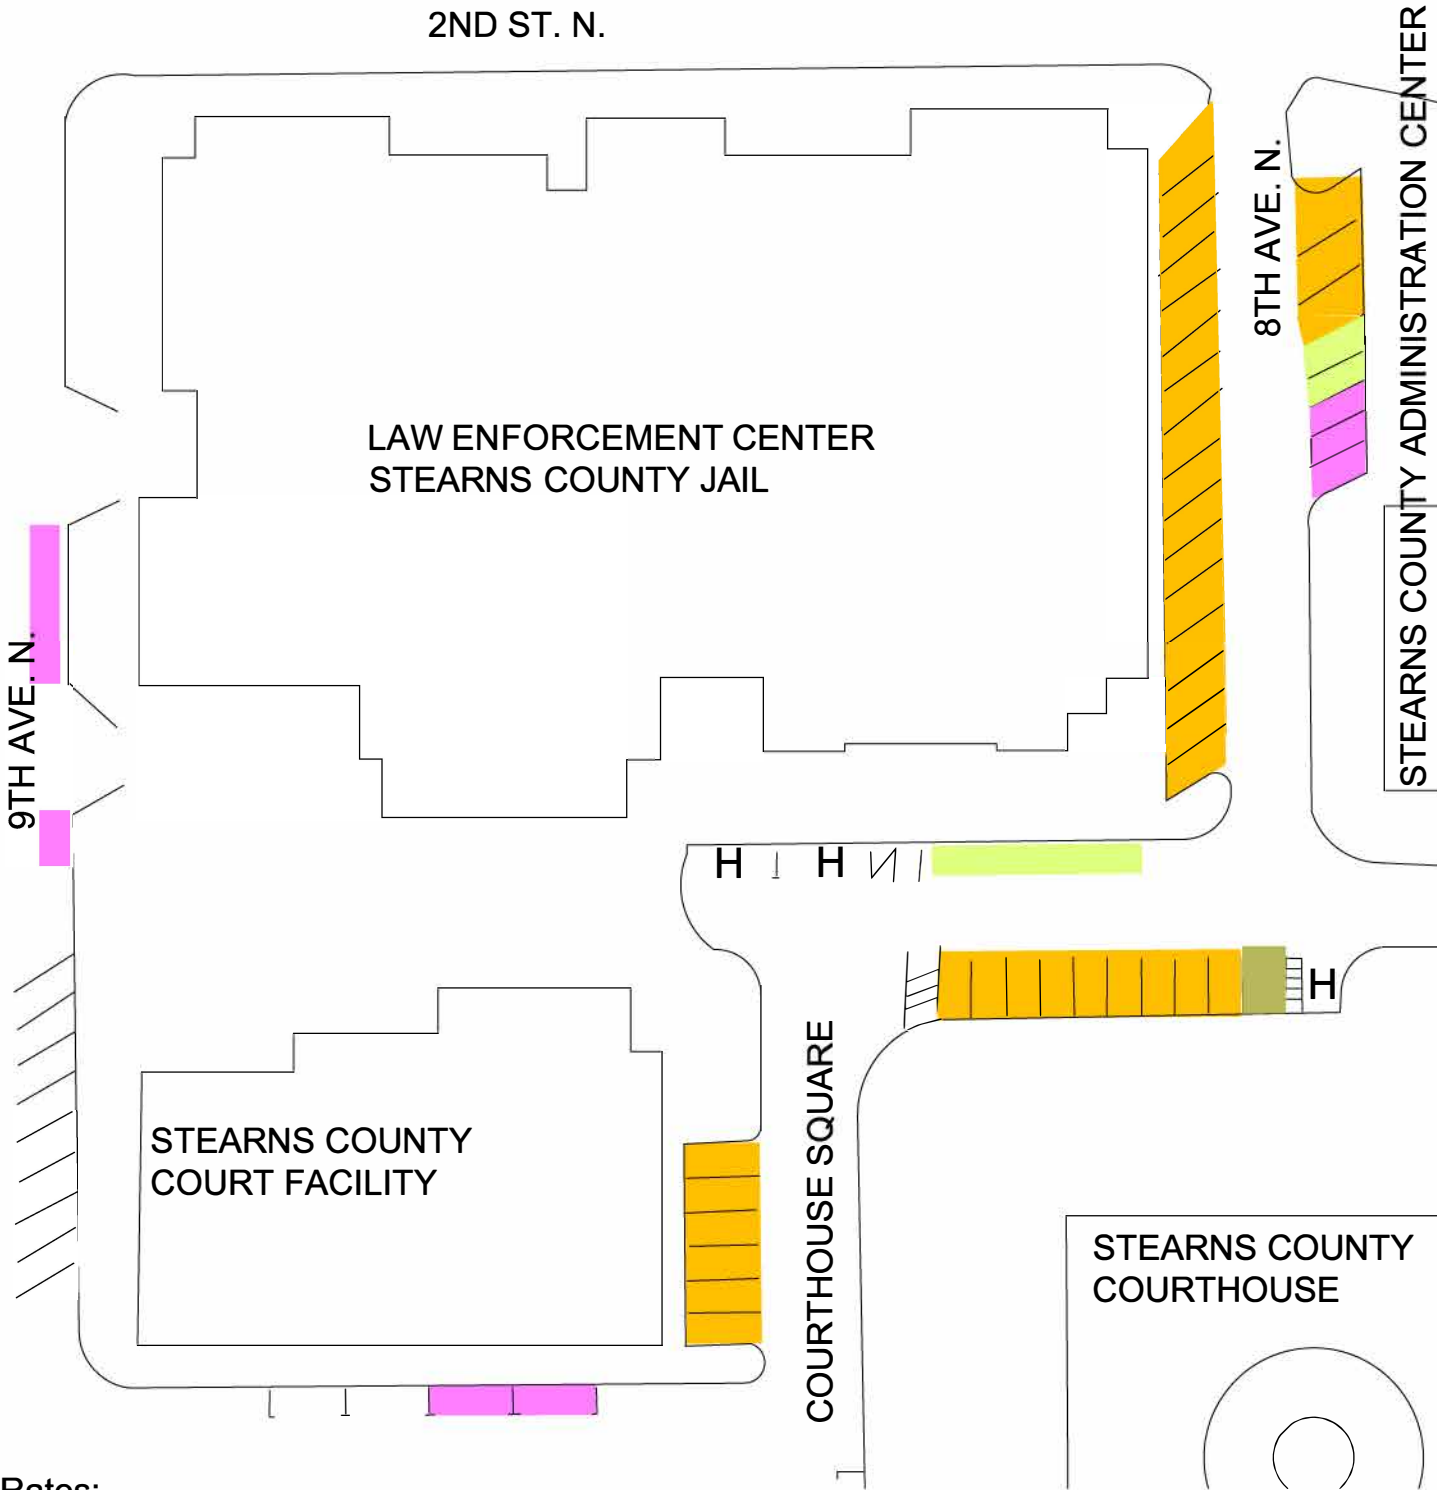 2ND ST. N.
STEARNS COUNTY ADMINISTRATION CENTER
8TH AVE. N.
LAW ENFORCEMENT CENTER
STEARNS COUNTY JAIL
9TH AVE. N.
H
H
H
COURTHOUSE SQUARE
STEARNS COUNTY
COURT FACILITY
STEARNS COUNTY
COURTHOUSE
Rates: